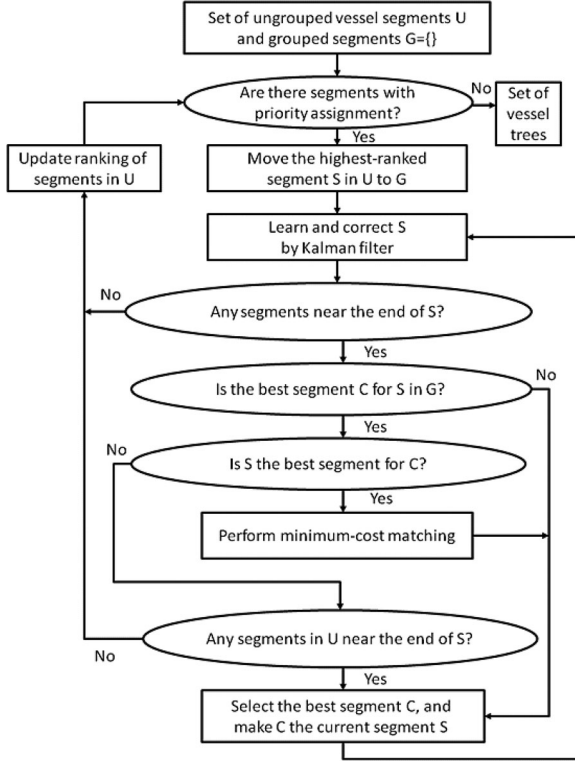 Set of ungrouped vessel segments U
and grouped segments G={}
Are there segments with
priority assignment?
No
Set of
vessel
trees
Yes
Update ranking of
segments in U
Move the highest-ranked
segment S in U to G
Learn and correct S
by Kalman filter
No
Any segments near the end of S?
Yes
No
Is the best segment C for S in G?
Yes
No
Is S the best segment for C?
Yes
Perform minimum-cost matching
Any segments in U near the end of S?
No
Yes
Select the best segment C, and
make C the current segment S